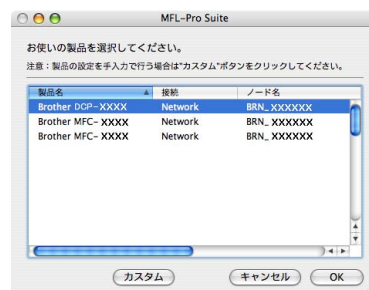 MFL-Pro Suite
お使いの製品を選択してください。
注意：製品の設定を手入力で行う場合は"カスタム"ボタンをクリックしてください。
製品名 接続 ノード名
Brother DCP-XXXX Network BRN_XXXXXX
Brother MFC- XXXX Network BRN_ XXXXXX
Brother MFC- XXXX Network BRN_ XXXXXX
カスタム キャンセル OK